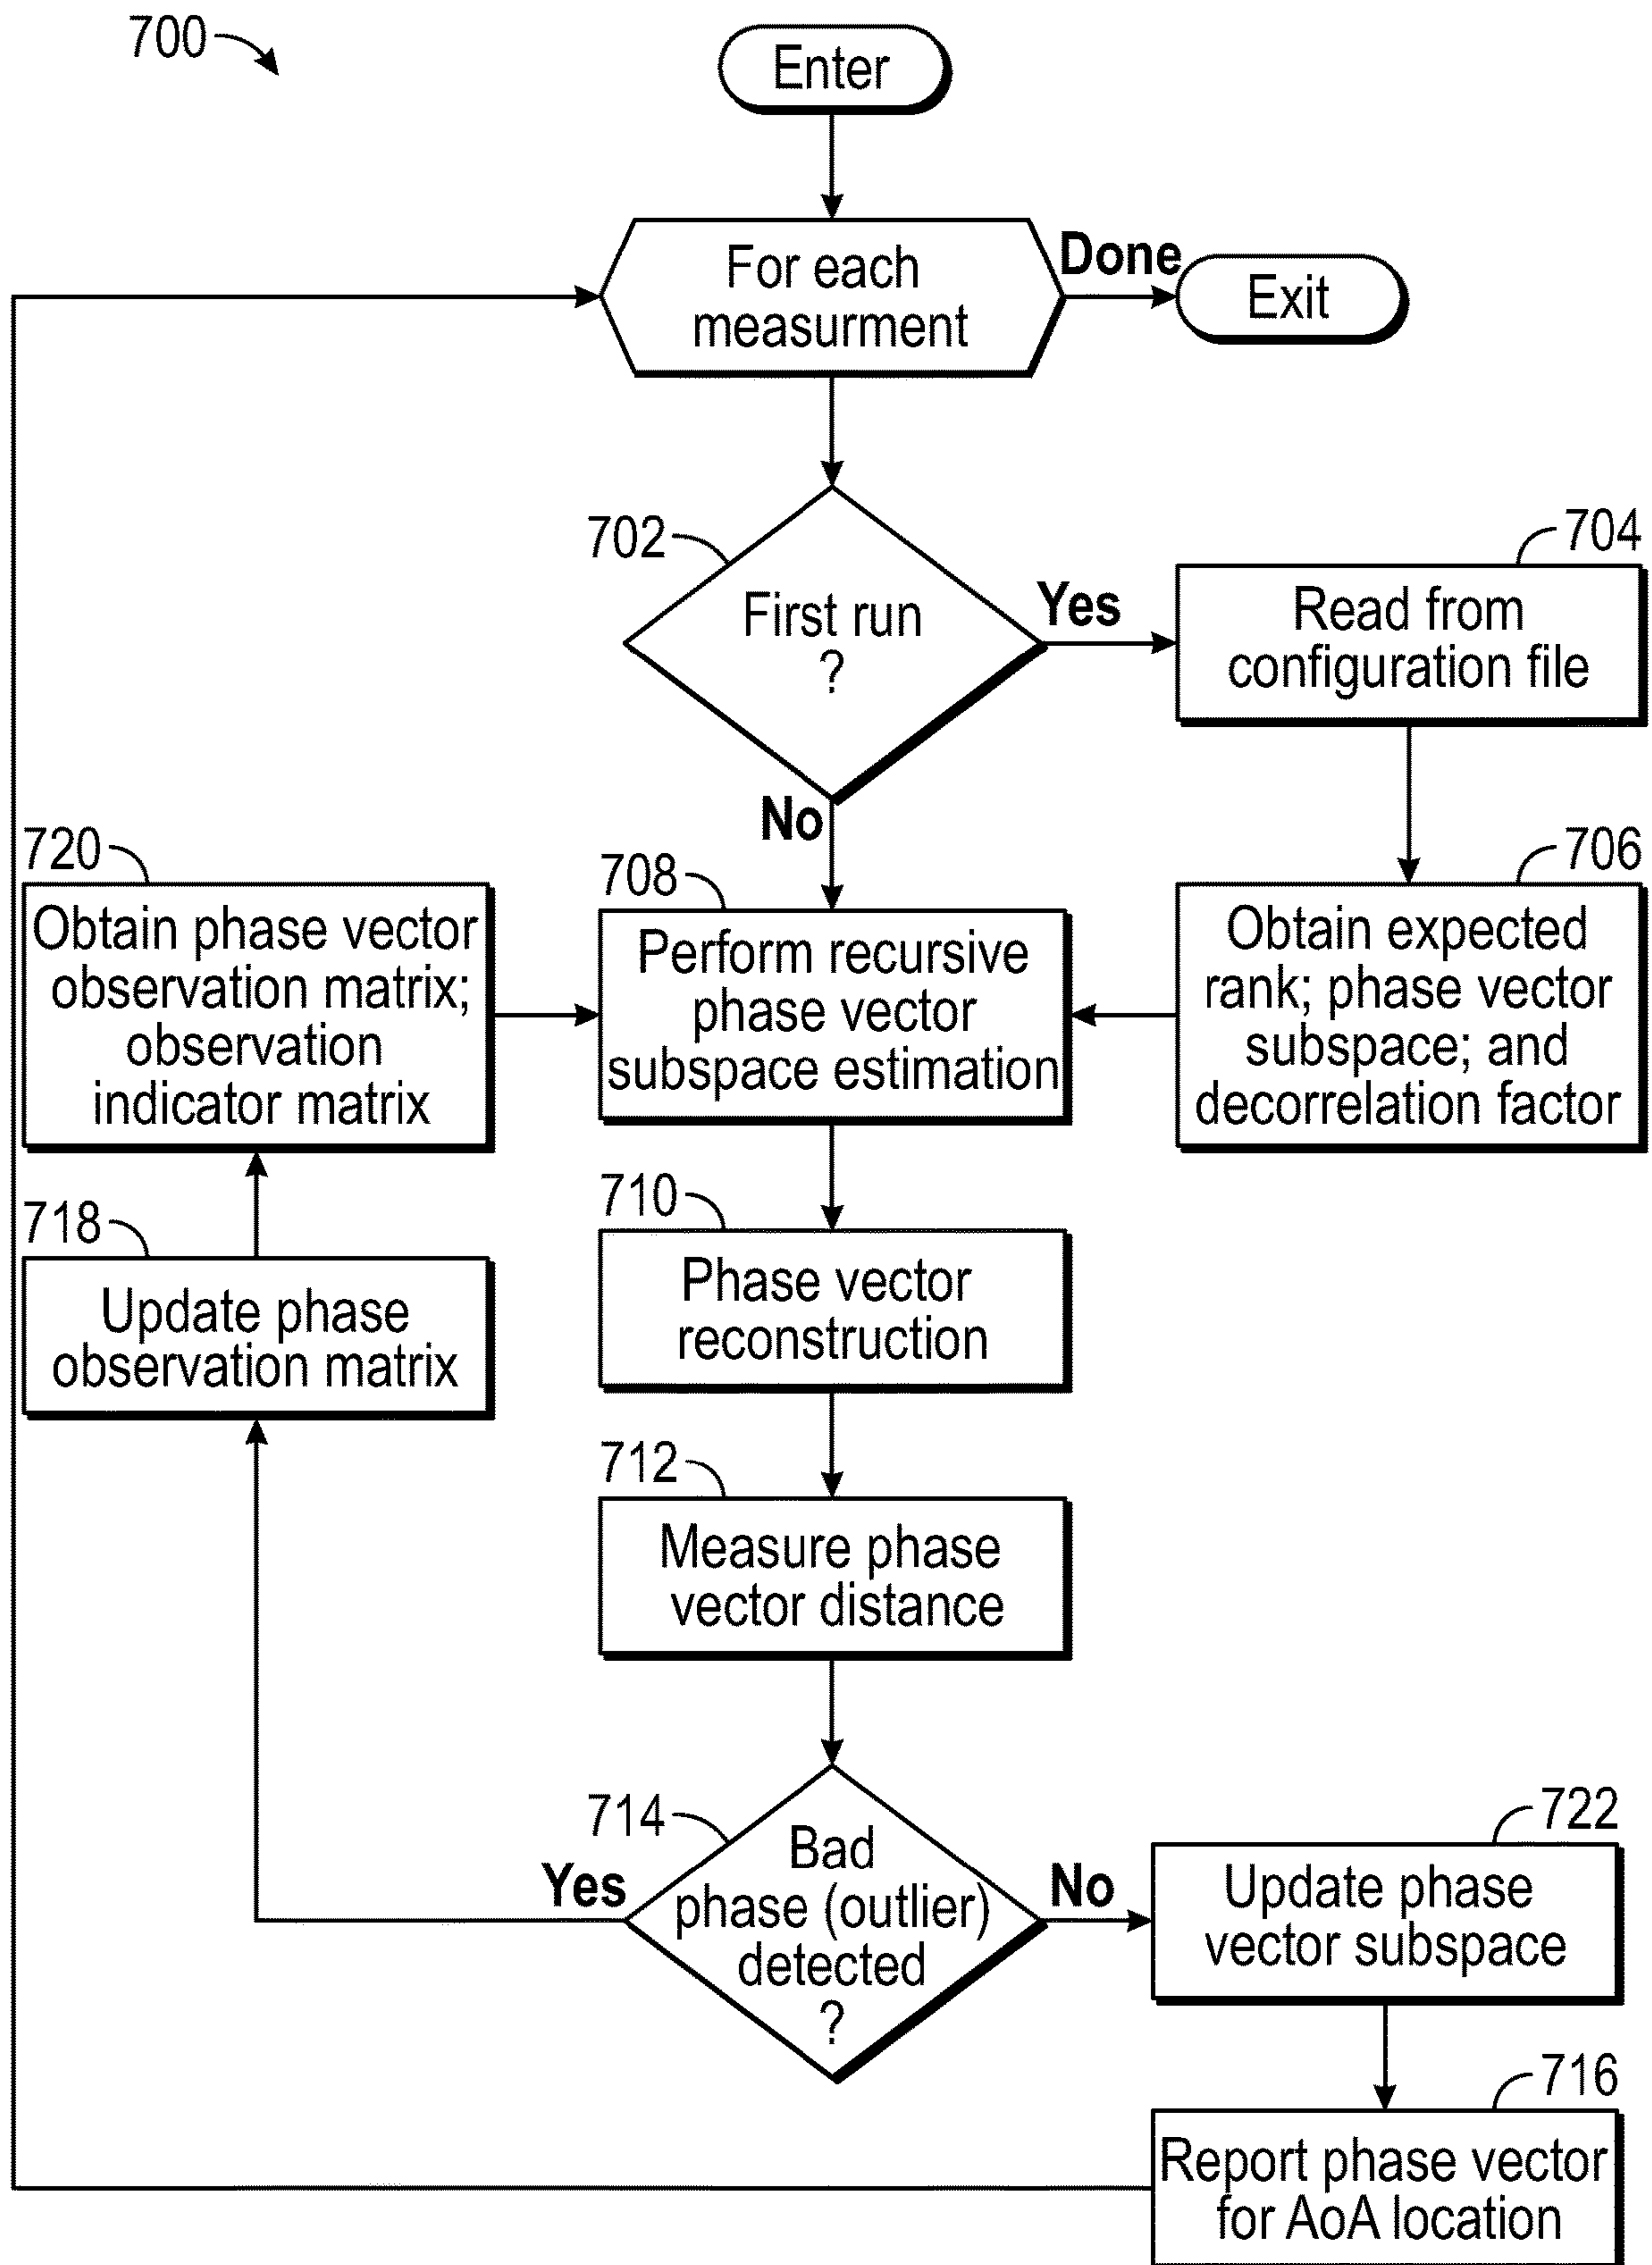 700
Enter
For each
measurment
Done
Exit
702
First run
?
Yes
704
Read from
configuration file
No
720
Obtain phase vector
observation matrix;
observation
indicator matrix
708
Perform recursive
phase vector
subspace estimation
706
Obtain expected
rank; phase vector
subspace; and
decorrelation factor
718
Update phase
observation matrix
710
Phase vector
reconstruction
712
Measure phase
vector distance
714
Bad
phase (outlier)
detected
?
Yes
No
722
Update phase
vector subspace
716
Report phase vector
for AoA location